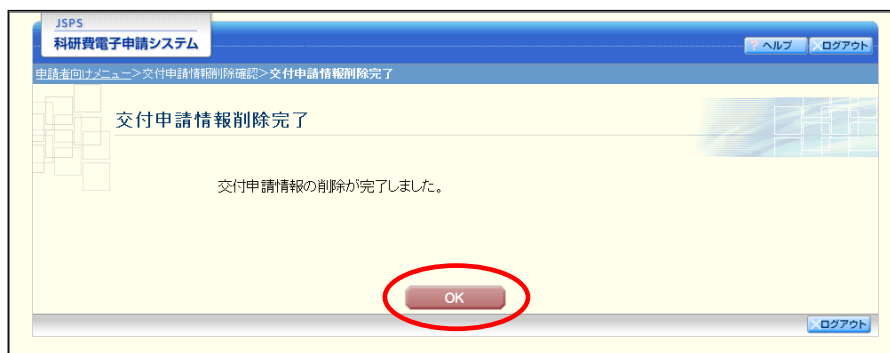 JSPS
科研費電子申請システム
? ヘルプ
ログアウト
申請者向けメニュー>交付申請情報削除確認>交付申請情報削除完了
交付申請情報削除完了
交付申請情報の削除が完了しました。
OK
ログアウト